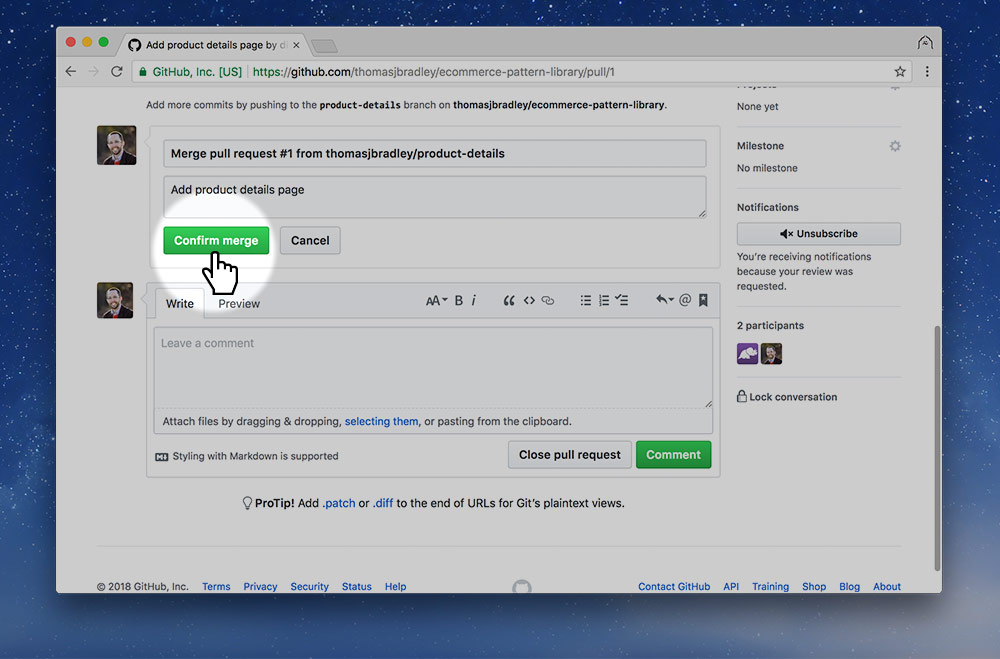 Add product details page by d
GitHub, Inc. [US]
https://github.com/thomasjbradley/ecommerce-pattern-library/pull/1
Add more commits by pushing to the product-details branch on thomasjbradley/ecommerce-pattern-library.
Merge pull request #1 from thomasjbradley/product-details
Add product details page
Confirm merge
Cancel
Write
Preview
AA
B
i
@
Leave a comment
Attach files by dragging & dropping, selecting them, or pasting from the clipboard.
Styling with Markdown is supported
Close pull request
Comment
ProTip! Add .patch or .diff to the end of URLs for Git’s plaintext views.
Projects
None yet
Milestone
No milestone
Notifications
Unsubscribe
You’re receiving notifications
because your review was
requested.
2 participants
Lock conversation
© 2018 GitHub, Inc.
Terms
Privacy
Security
Status
Help
Contact GitHub
API
Training
Shop
Blog
About